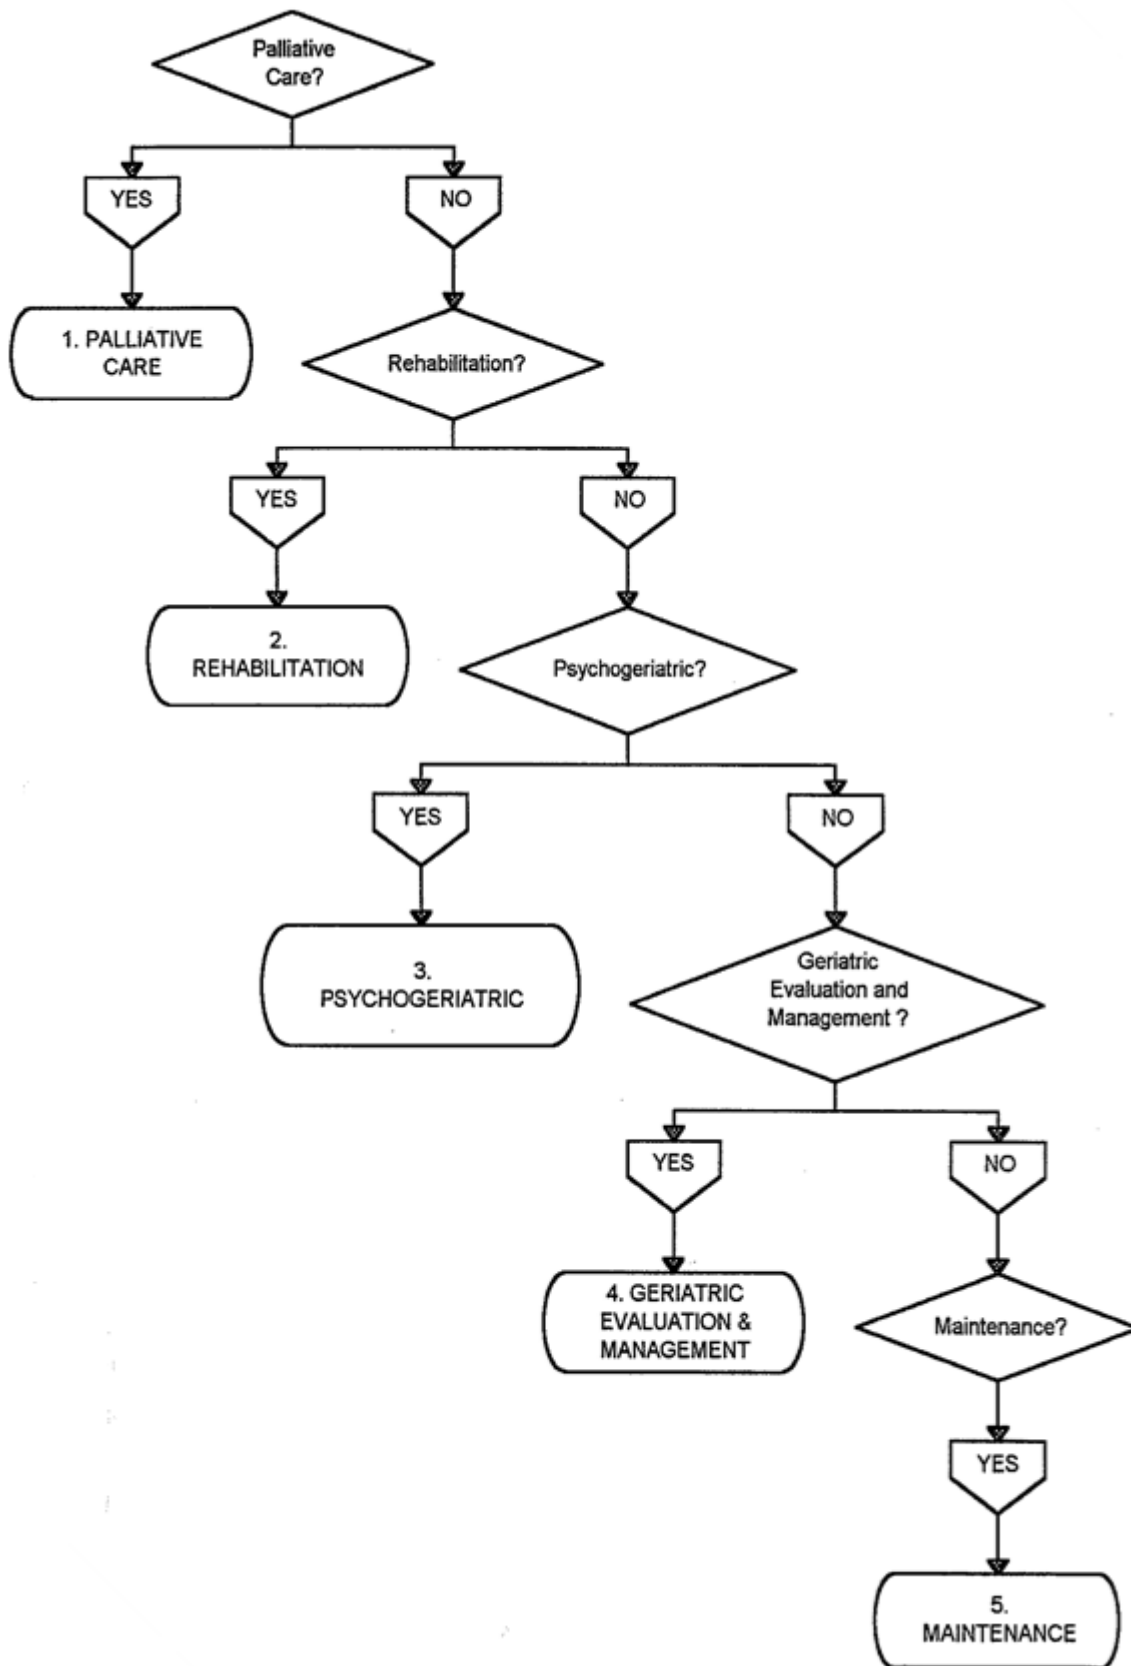 Palliative
Care?
YES
NO
1. PALLIATIVE
CARE
Rehabilitation?
YES
NO
2.
REHABILITATION
Psychogeriatric?
YES
NO
3.
PSYCHOGERIATRIC
Geriatric
Evaluation and
Management ?
YES
NO
4. GERIATRIC
EVALUATION &
MANAGEMENT
Maintenance?
YES
5.
MAINTENANCE